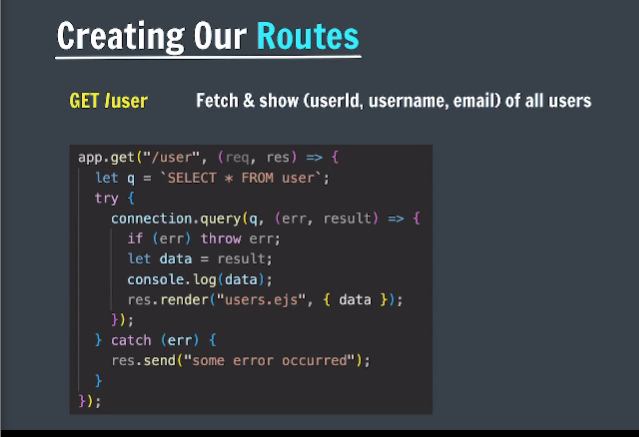 Creating Our Routes
GET /user Fetch & show (userId, username, email) of all users
app.get("/user", (req, res) => {
let q = `SELECT * FROM user`;
try {
connection.query(q, (err, result) => {
if (err) throw err;
let data = result;
console.log(data);
res.render("users.ejs", { data });
});
} catch (err) {
res.send("some error occurred");
}
});